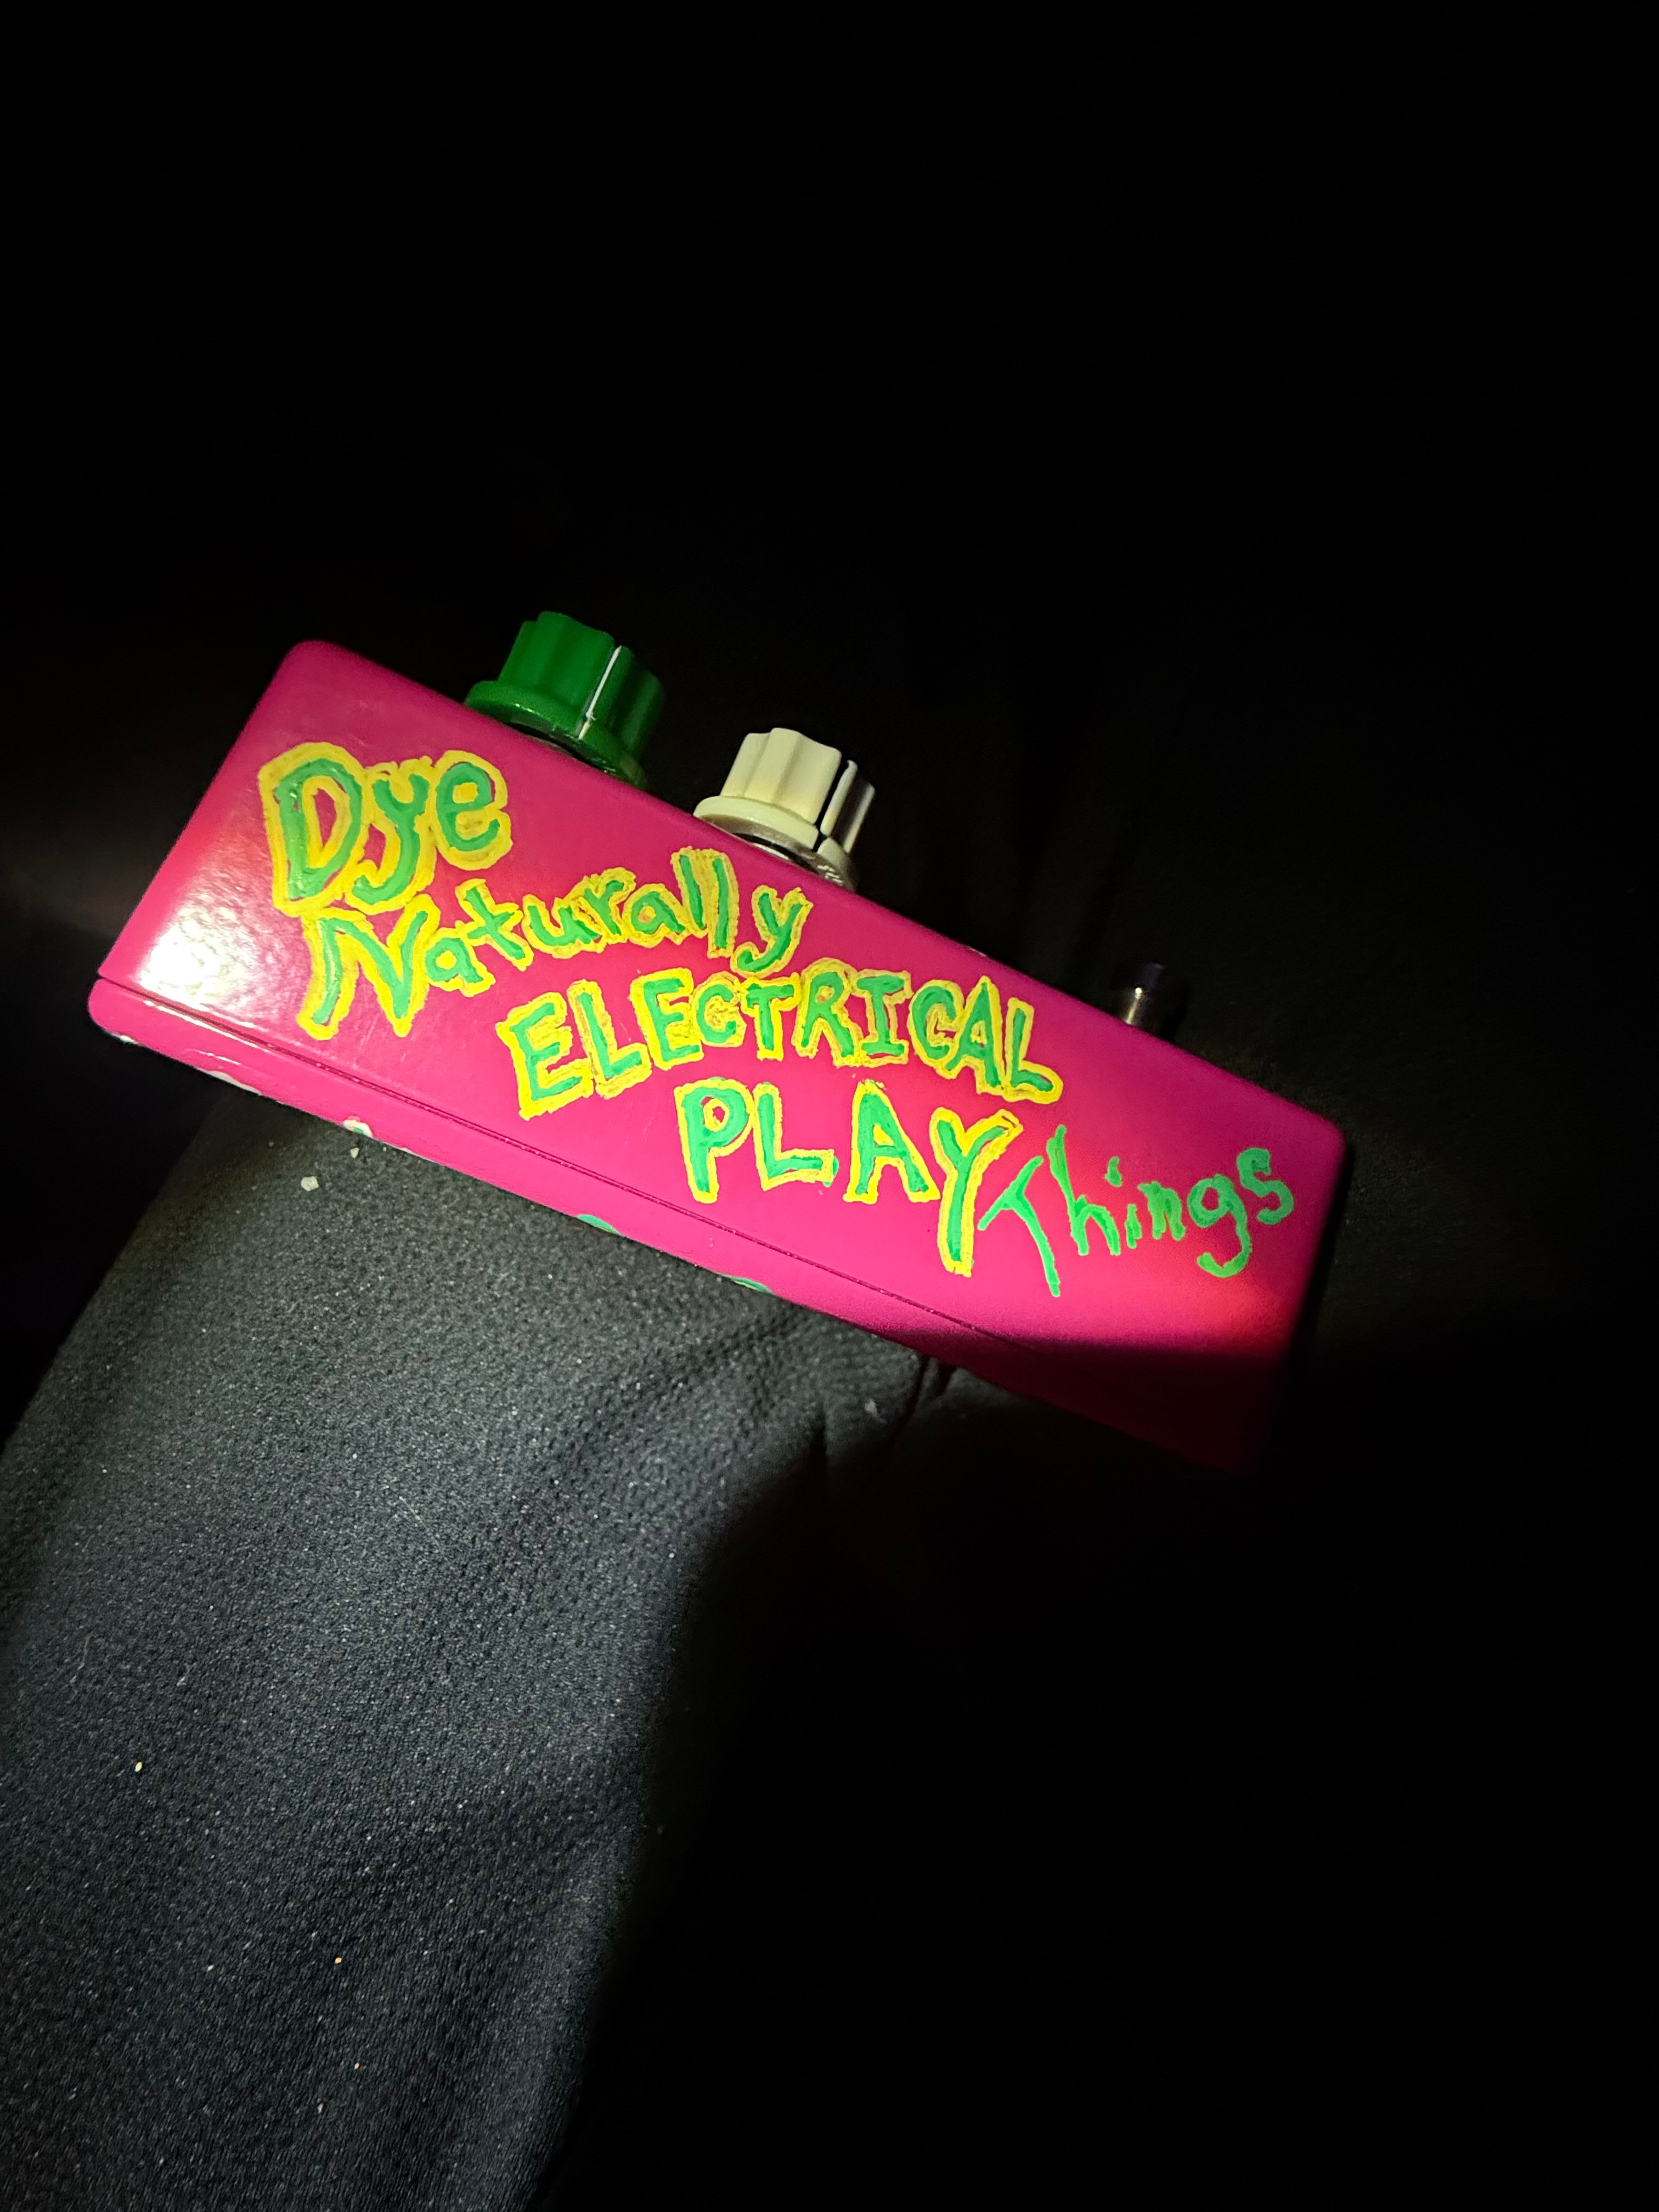 Dye
Naturally
ELECTRICAL
PLAY Things